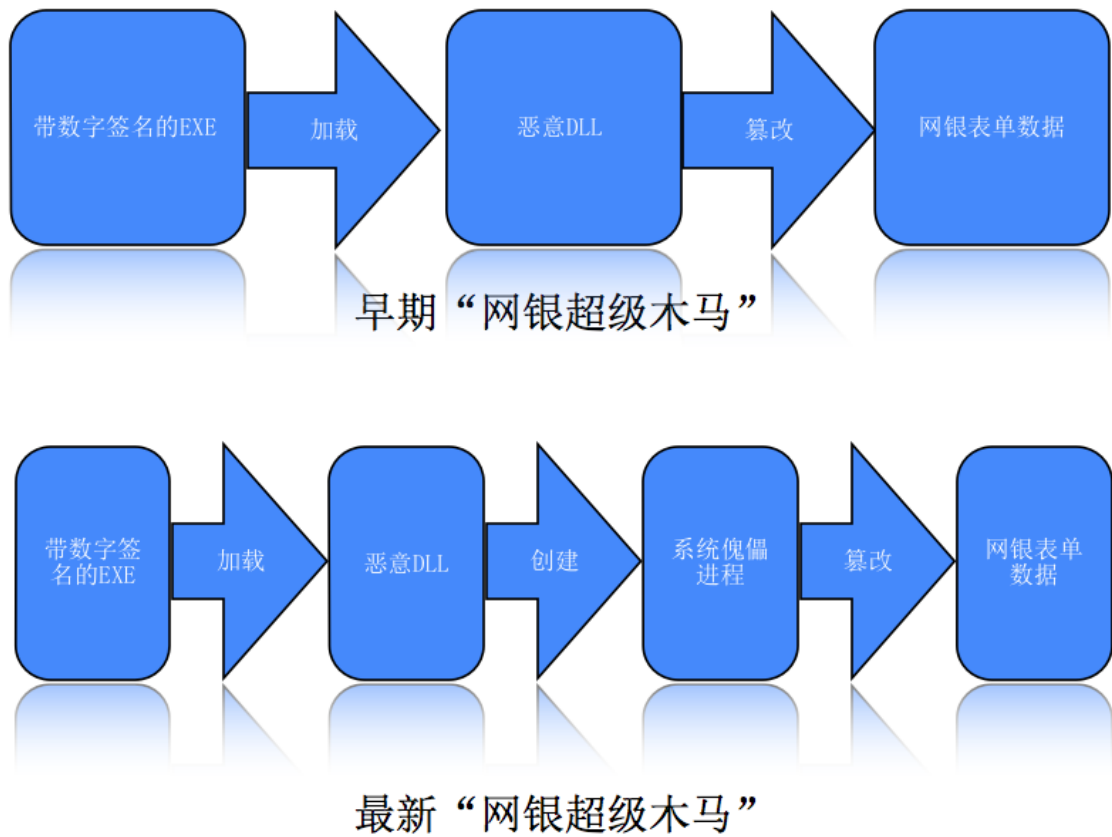 带数字签名的EXE
加载
恶意DLL
篡改
网银表单数据
早期“网银超级木马”
带数字签
名的EXE
加载
恶意DLL
创建
系统傀儡
进程
篡改
网银表单
数据
最新“网银超级木马”